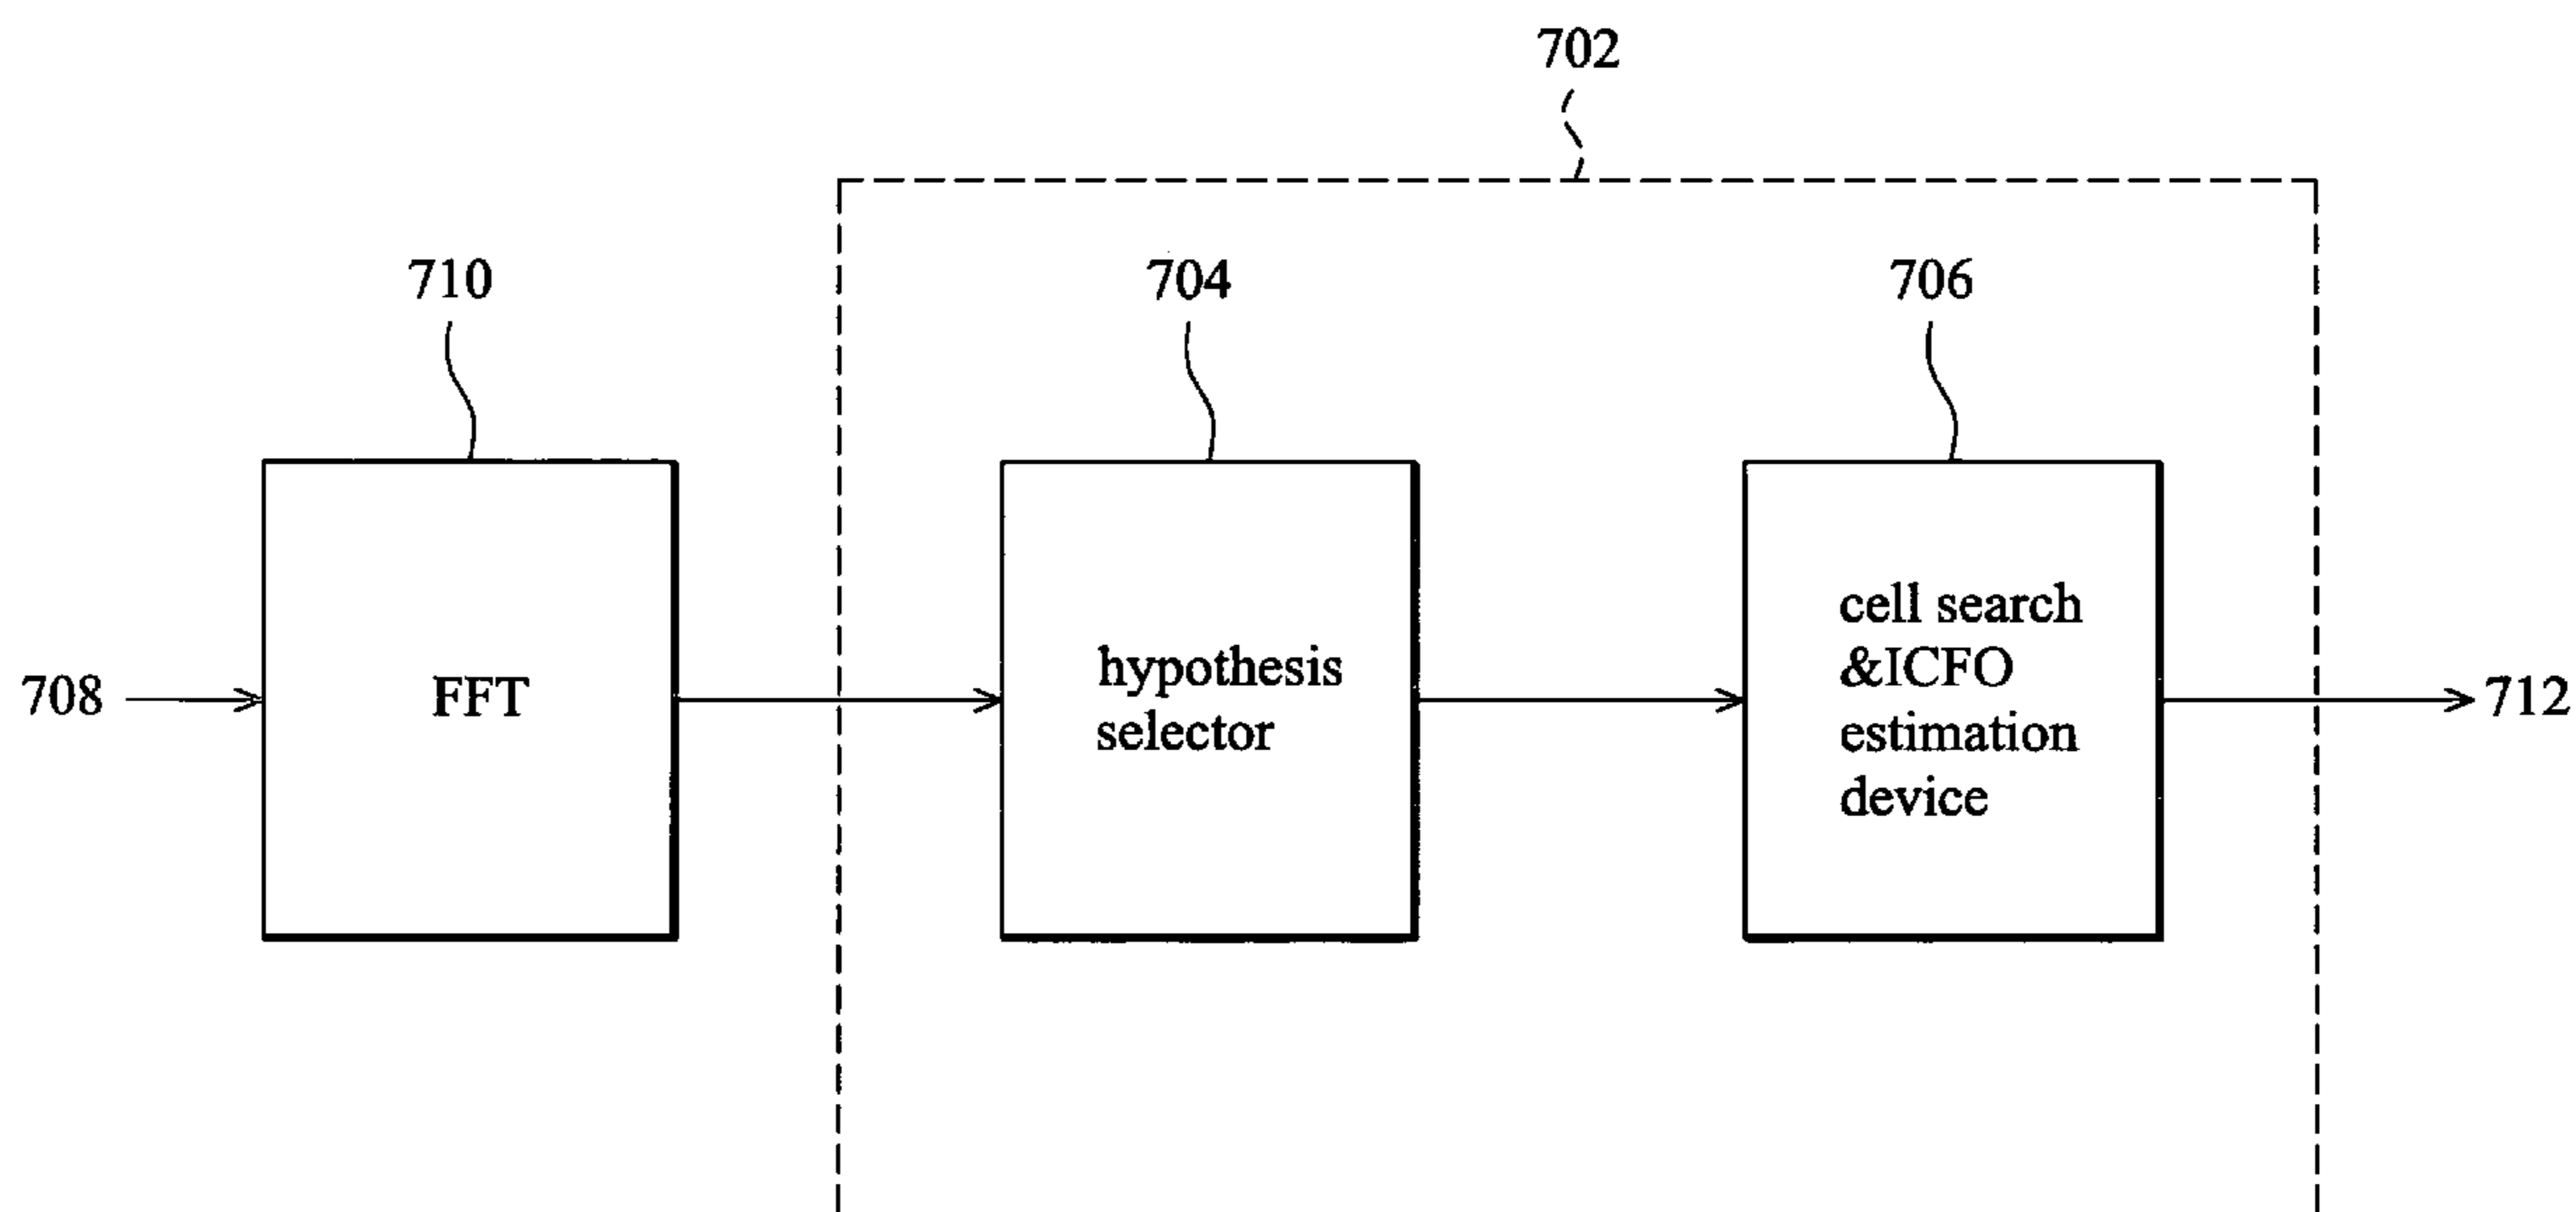 702
710
704
706
708
FFT
hypothesis
selector
cell search
&ICFO
estimation
device
712